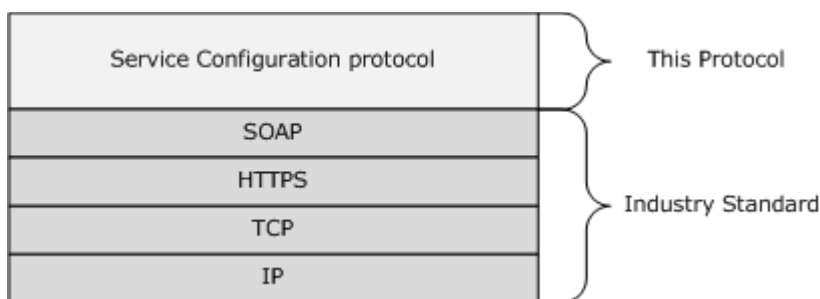 Service Configuration protocol
This Protocol
SOAP
HTTPS
Industry Standard
TCP
IP